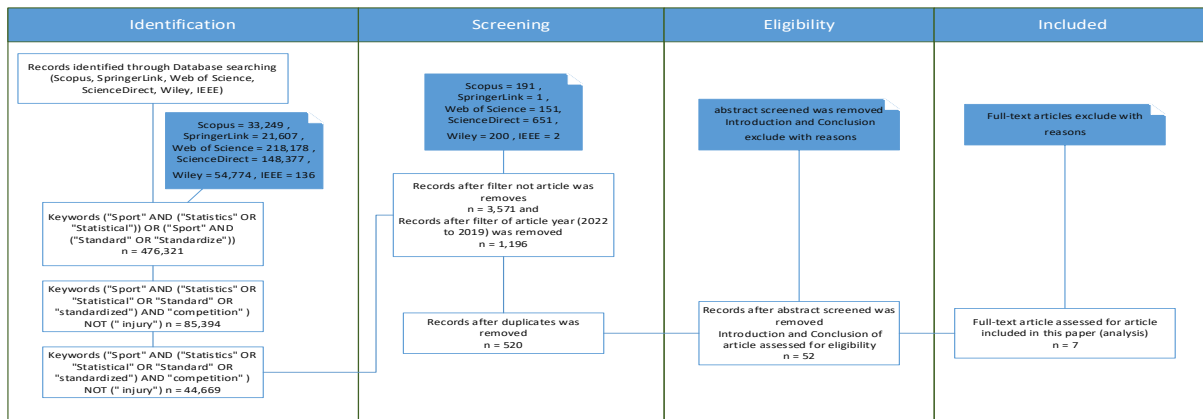 Identification
Screening
Eligibility
Included
Records identified through Database searching
(Scopus, SpringerLink, Web of Science,
ScienceDirect, Wiley, IEEE)
Scopus = 33,249 ,
SpringerLink = 21,607 ,
Web of Science = 218,178 ,
ScienceDirect = 148,377 ,
Wiley = 54,774 , IEEE = 136
Keywords ("Sport" AND ("Statistics" OR
"Statistical")) OR ("Sport" AND
("Standard" OR "Standardize"))
n = 476,321
Keywords ("Sport" AND ("Statistics" OR
"Statistical" OR "Standard" OR
"standardized") AND "competition" )
NOT (" injury") n = 85,394
Keywords ("Sport" AND ("Statistics" OR
"Statistical" OR "Standard" OR
"standardized") AND "competition" )
NOT (" injury") n = 44,669
Scopus = 191 ,
SpringerLink = 1 ,
Web of Science = 151,
ScienceDirect = 651 ,
Wiley = 200 , IEEE = 2
Records after filter not article was
removes
n = 3,571 and
Records after filter of article year (2022
to 2019) was removed
n = 1,196
Records after duplicates was
removed
n = 520
abstract screened was removed
Introduction and Conclusion
exclude with reasons
Records after abstract screened was
removed
Introduction and Conclusion of
article assessed for eligibility
n = 52
Full-text articles exclude with
reasons
Full-text article assessed for article
included in this paper (analysis)
n = 7